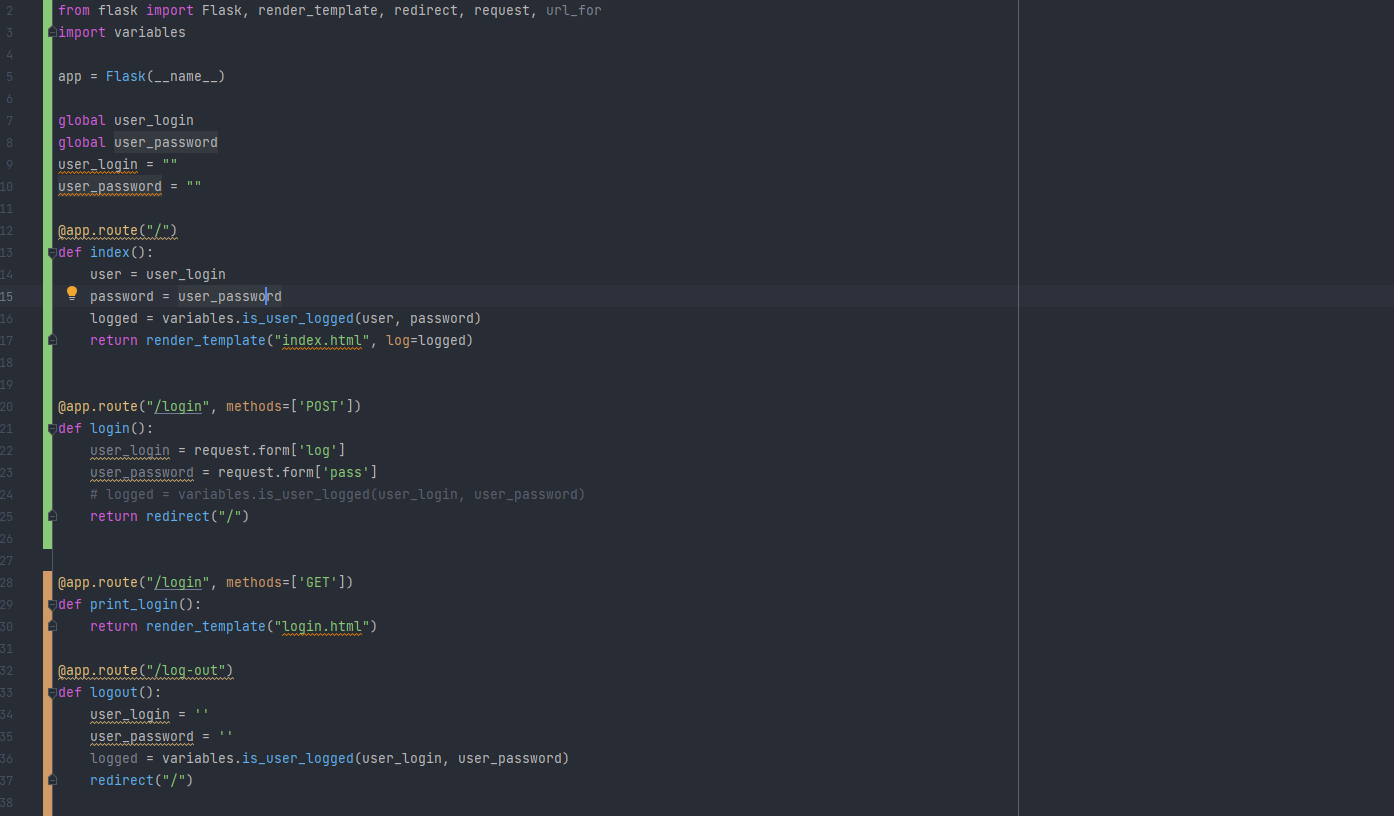 2 from flask import Flask, render_template, redirect, request, url_for
3 import variables
4
5 app = Flask(__name__)
6
7 global user_login
8 global user_password
9 user_login = ""
10 user_password = ""
11
12 @app.route("/")
13 def index():
14     user = user_login
15     password = user_password
16     logged = variables.is_user_logged(user, password)
17     return render_template("index.html", log=logged)
18
19
20 @app.route("/login", methods=['POST'])
21 def login():
22     user_login = request.form['log']
23     user_password = request.form['pass']
24     # logged = variables.is_user_logged(user_login, user_password)
25     return redirect("/")
26
27
28 @app.route("/login", methods=['GET'])
29 def print_login():
30     return render_template("login.html")
31
32 @app.route("/log-out")
33 def logout():
34     user_login = ''
35     user_password = ''
36     logged = variables.is_user_logged(user_login, user_password)
37     redirect("/")
38